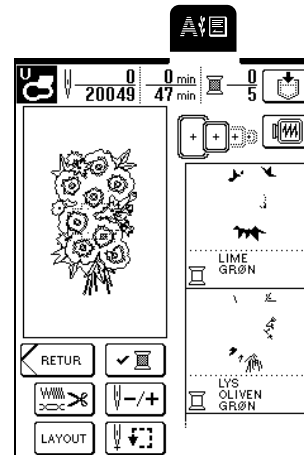 A
U 0 0 min 0
20049 47 min 5
LIME
GRØN
RETUR
LYS
OLIVEN
GRØN
-/+
LAYOUT